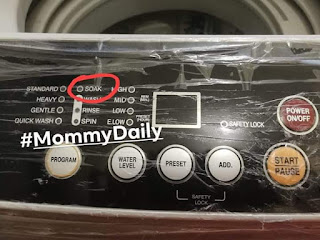 STANDARD SOAK HIGH
HEAVY WASH MID
GENTLE RINSE LOW
QUICK WASH SPIN E.LOW
SAFETY LOCK
POWER
ON/OFF
#MommyDaily
PROGRAM
WATER
LEVEL
PRESET
ADD.
START
PAUSE
SAFETY
LOCK